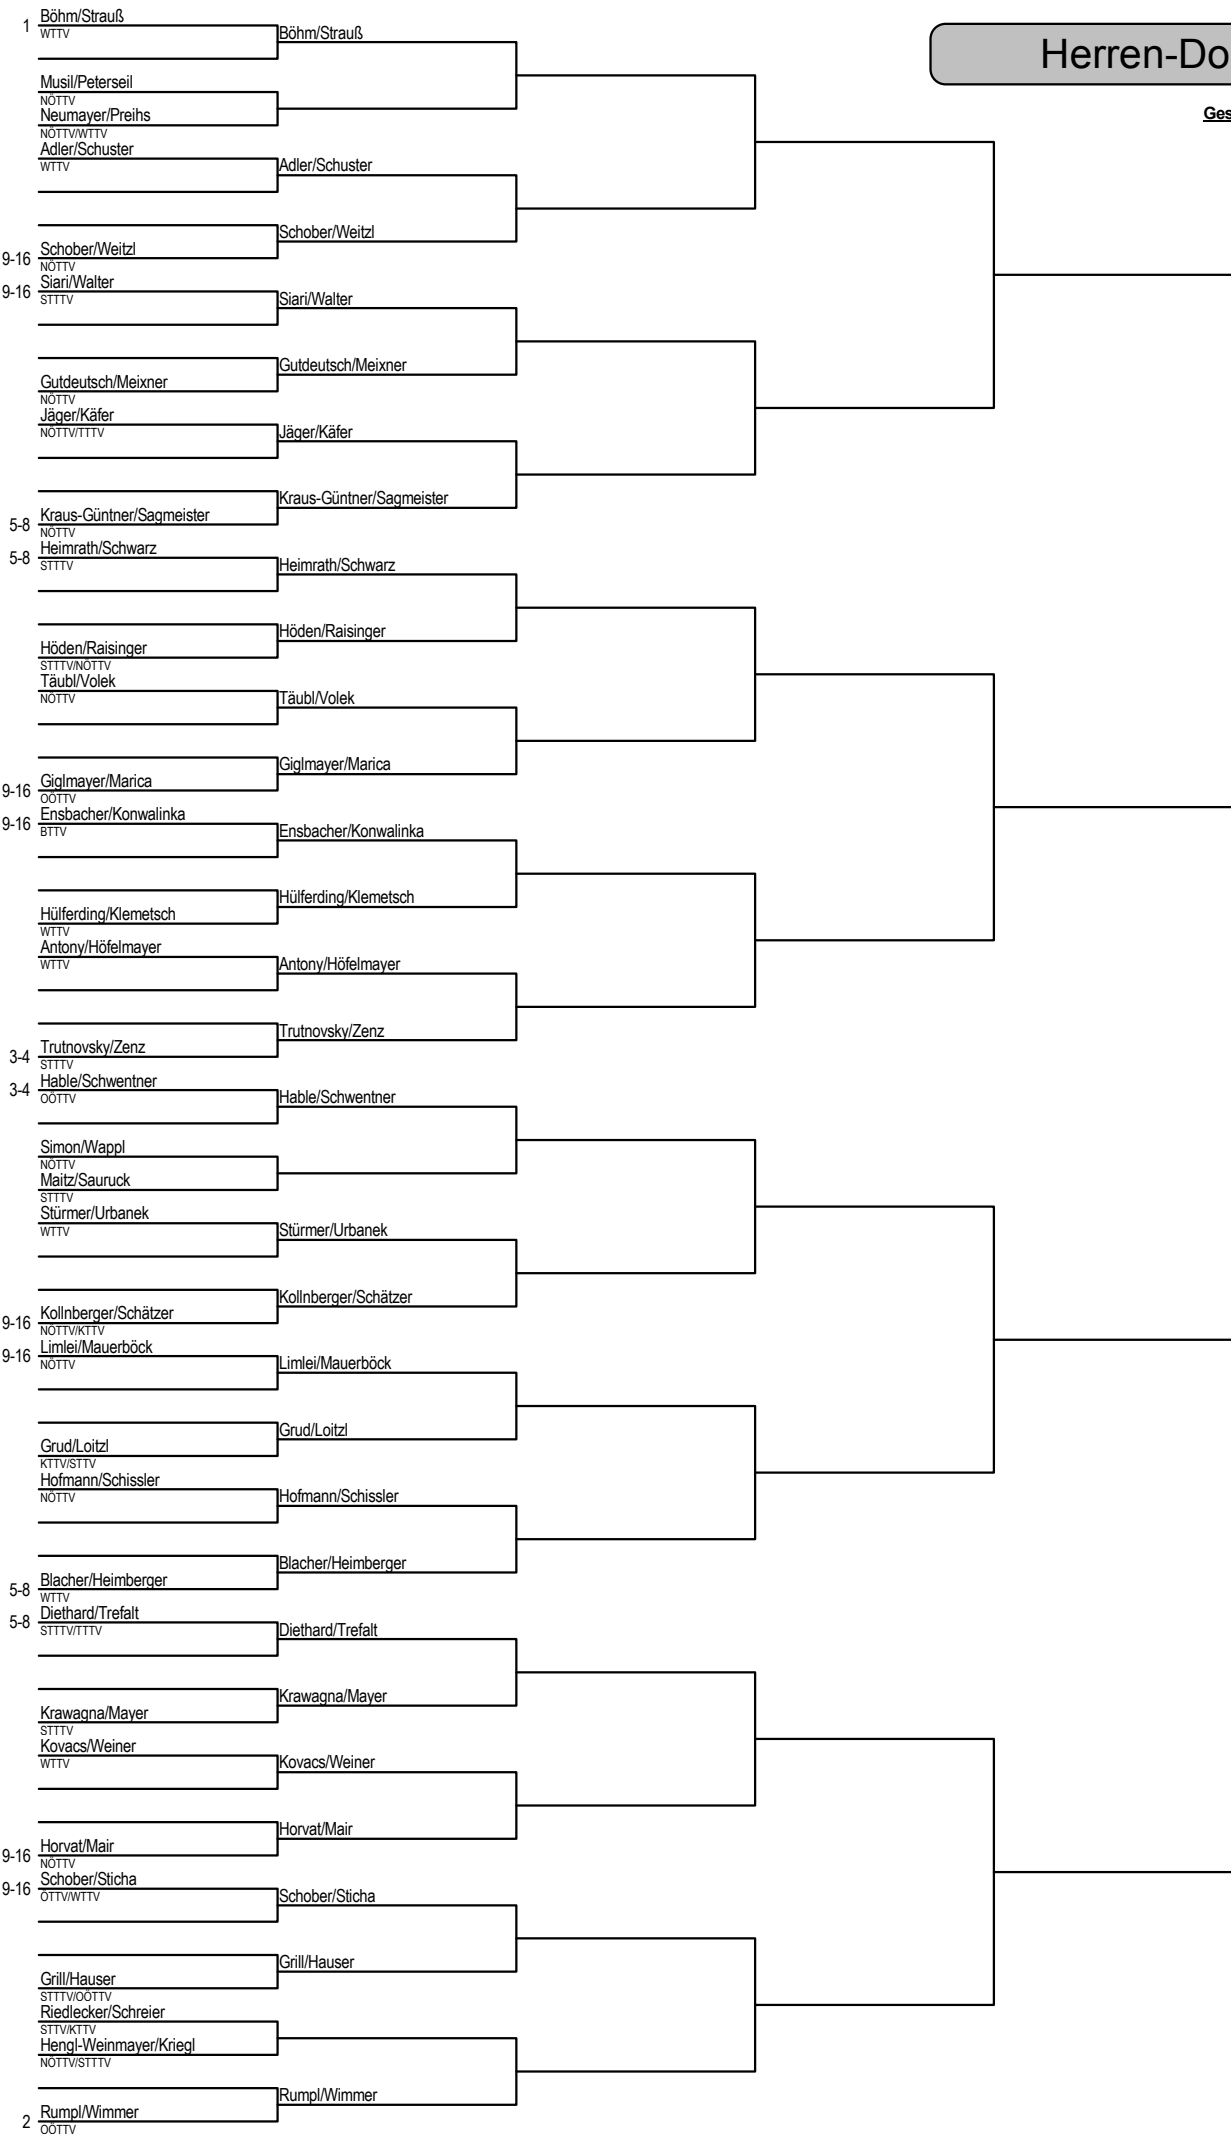 Böhm/Strauß
1
WTTV
Böhm/Strauß
Herren-Do
Ges
Musil/Peterseil
NÖTTV
Neumayer/Preihs
NÖTTV/WTTV
Adler/Schuster
WTTV
Adler/Schuster
Schober/Weitzl
9-16 Schober/Weitzl
NÖTTV
9-16 Siari/Walter
STTTV
Siari/Walter
Gutdeutsch/Meixner
Gutdeutsch/Meixner
NÖTTV
Jäger/Käfer
NÖTTV/TTTV
Jäger/Käfer
Kraus-Güntner/Sagmeister
5-8 Kraus-Güntner/Sagmeister
NÖTTV
5-8 Heimrath/Schwarz
STTTV
Heimrath/Schwarz
Höden/Raisinger
Höden/Raisinger
STTTV/NÖTTV
Täubl/Volek
NÖTTV
Täubl/Volek
Giglmayer/Marica
9-16 Giglmayer/Marica
OÖTTV
9-16 Ensbacher/Konwalinka
BTTV
Ensbacher/Konwalinka
Hülferding/Klemetsch
Hülferding/Klemetsch
WTTV
Antony/Höfelmayer
WTTV
Antony/Höfelmayer
Trutnovsky/Zenz
3-4 Trutnovsky/Zenz
STTTV
3-4 Hable/Schwentner
OÖTTV
Hable/Schwentner
Simon/Wappl
NÖTTV
Maitz/Sauruck
STTTV
Stürmer/Urbanek
WTTV
Stürmer/Urbanek
Kollnberger/Schätzer
9-16 Kollnberger/Schätzer
NÖTTV/KTTV
9-16 Limlei/Mauerböck
NÖTTV
Limlei/Mauerböck
Grud/Loitzl
Grud/Loitzl
KTTV/STTV
Hofmann/Schissler
NÖTTV
Hofmann/Schissler
Blacher/Heimberger
5-8 Blacher/Heimberger
WTTV
5-8 Diethard/Trefalt
STTTV/TTTV
Diethard/Trefalt
Krawagna/Mayer
Krawagna/Mayer
STTTV
Kovacs/Weiner
WTTV
Kovacs/Weiner
Horvat/Mair
9-16 Horvat/Mair
NÖTTV
9-16 Schober/Sticha
ÖTTV/WTTV
Schober/Sticha
Grill/Hauser
Grill/Hauser
STTTV/OÖTTV
Riedlecker/Schreier
STTV/KTTV
Hengl-Weinmayer/Kriegl
NÖTTV/STTTV
Rumpl/Wimmer
2 Rumpl/Wimmer
OÖTTV